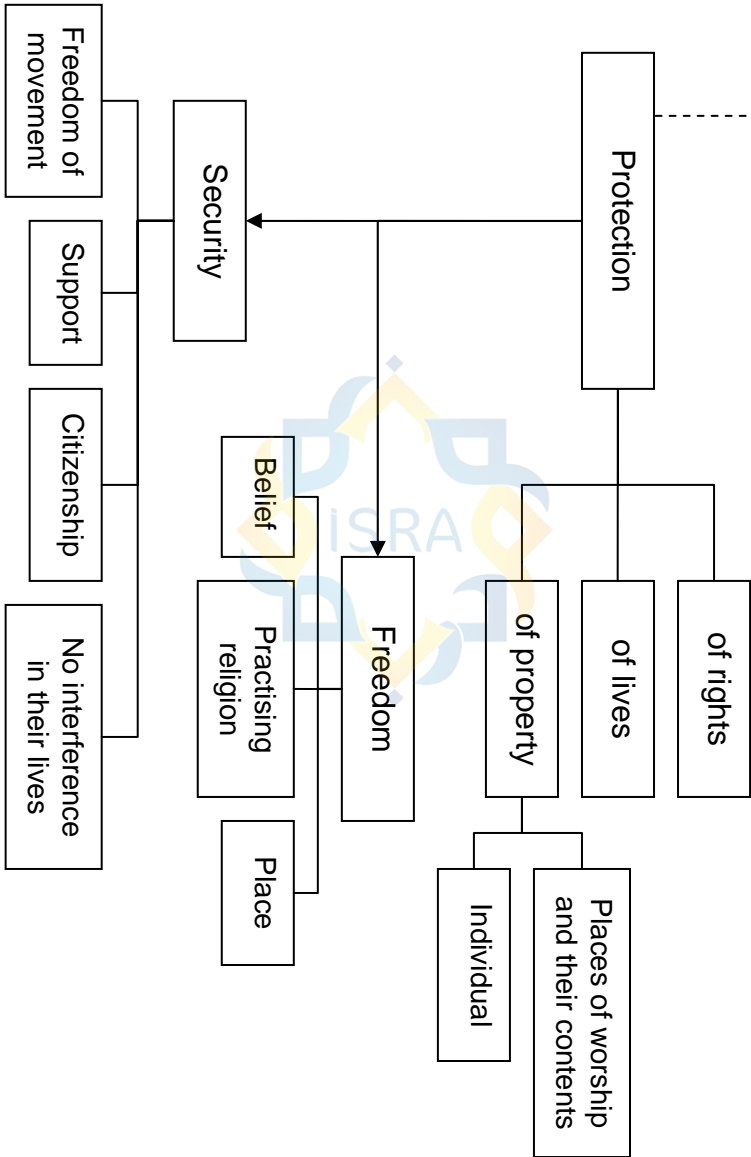 Protection
of rights
of lives
of property
Places of worship
and their contents
Individual
Freedom
Belief
Practising
religion
Place
Security
Freedom of
movement
Support
Citizenship
No interference
in their lives
iSRA